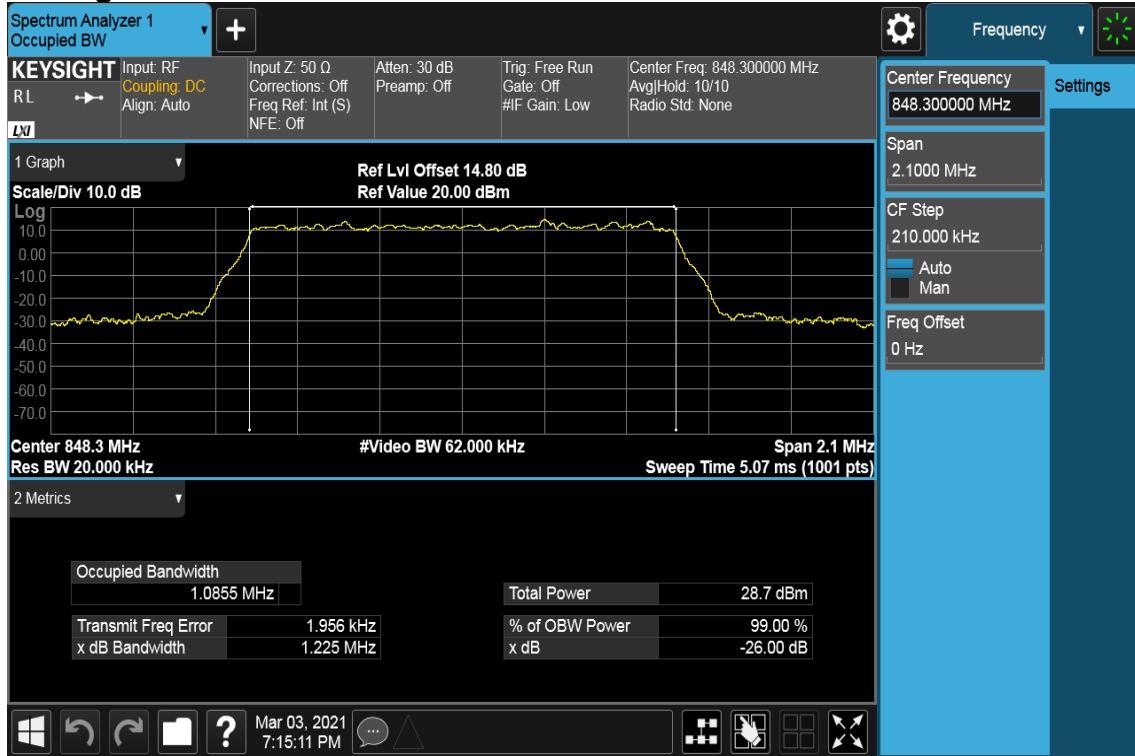 Spectrum Analyzer 1
Occupied BW
+
Frequency
KEYSIGHT
RL
LXI
Input: RF
Coupling: DC
Align: Auto
Input Z: 50 Ω
Corrections: Off
Freq Ref: Int (S)
NFE: Off
Atten: 30 dB
Preamp: Off
Trig: Free Run
Gate: Off
#IF Gain: Low
Center Freq: 848.300000 MHz
Avg|Hold: 10/10
Radio Std: None
Center Frequency
848.300000 MHz
Settings
Span
2.1000 MHz
CF Step
210.000 kHz
Auto
Man
Freq Offset
0 Hz
1 Graph
Scale/Div 10.0 dB
Ref Lvl Offset 14.80 dB
Ref Value 20.00 dBm
Log
10.0
0.00
-10.0
-20.0
-30.0
-40.0
-50.0
-60.0
-70.0
Center 848.3 MHz
#Video BW 62.000 kHz
Span 2.1 MHz
Res BW 20.000 kHz
Sweep Time 5.07 ms (1001 pts)
2 Metrics
Occupied Bandwidth
1.0855 MHz
Total Power 28.7 dBm
Transmit Freq Error 1.956 kHz
% of OBW Power 99.00 %
x dB Bandwidth 1.225 MHz
x dB -26.00 dB
?
Mar 03, 2021
7:15:11 PM